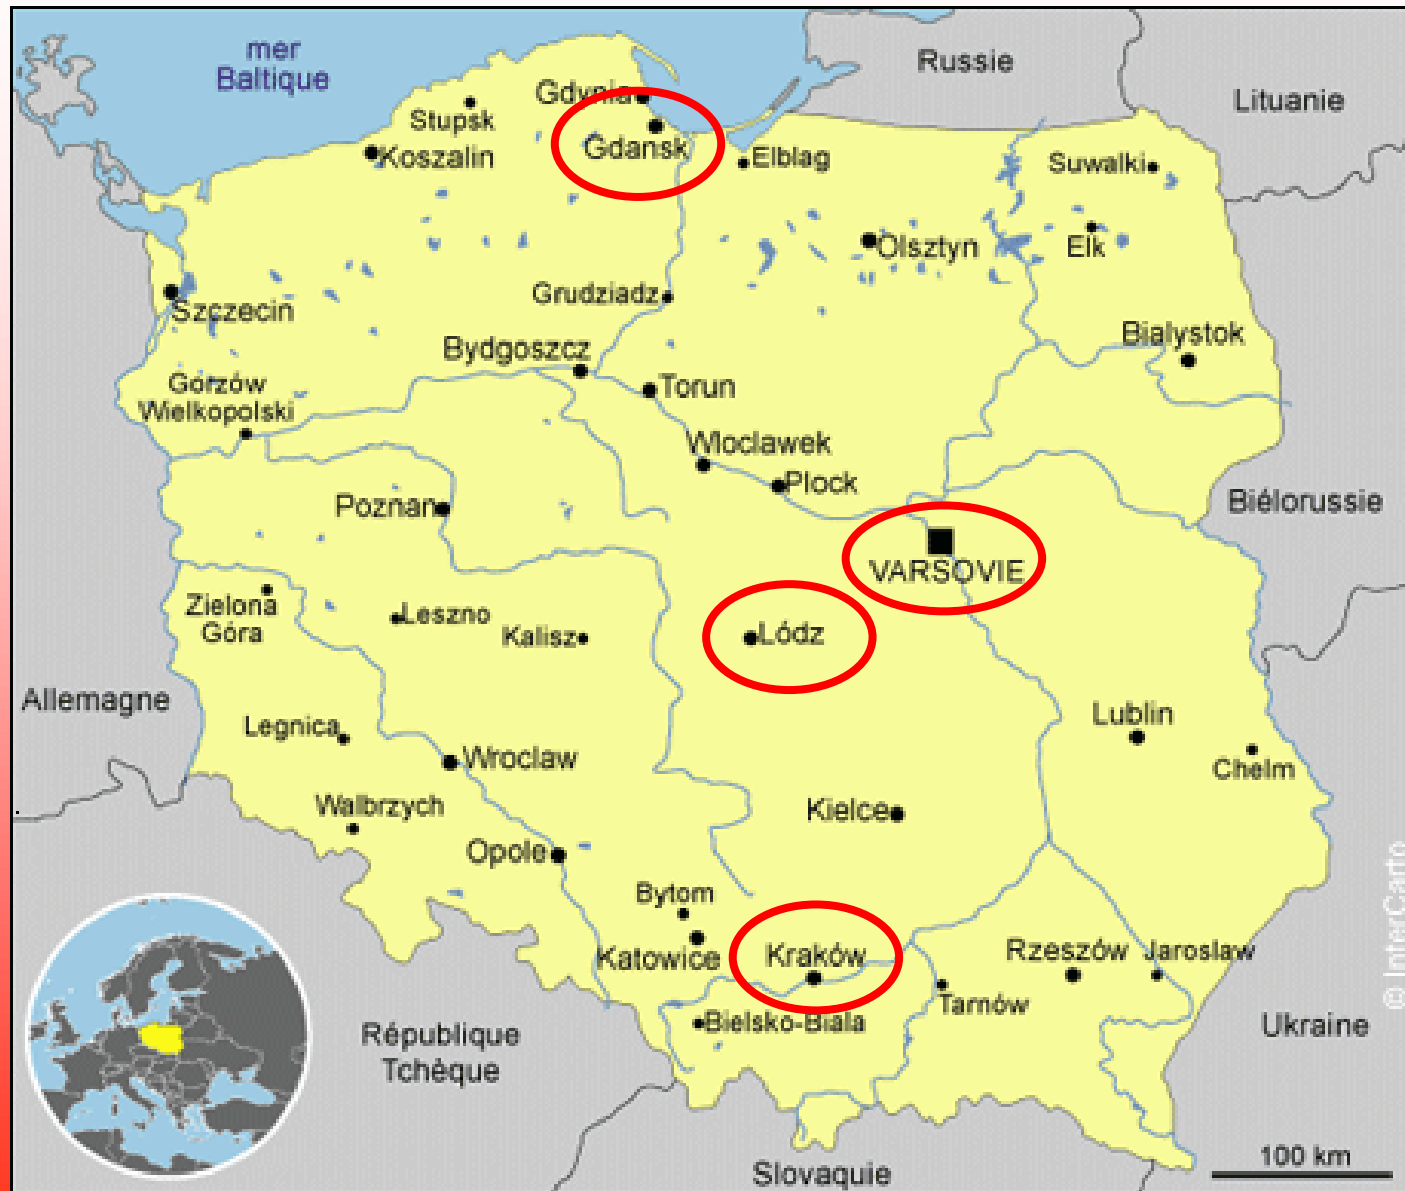 mer
Baltique
Russie
Lituanie
Gdynia
Stupsk
Gdansk
Koszalin
Elblag
Suwalki
Olsztyn
Elk
Grudziadz
Szczecin
Bialystok
Bydgoszcz
Torun
Gorzów
Wielkopolski
Wloclawek
Plock
Poznan
Biélorussie
VARSOVIE
Zielona
Góra
Leszno
Kalisz
Lódz
Allemagne
Legnica
Lublin
Wroclaw
Chelm
Walbrzych
Kielce
Opole
Bytom
Katowice
Kraków
Rzeszów
Jaroslaw
Tarnów
Bielsko-Biala
République
Tchèque
Ukraine
Slovaquie
100 km
© InterCarto